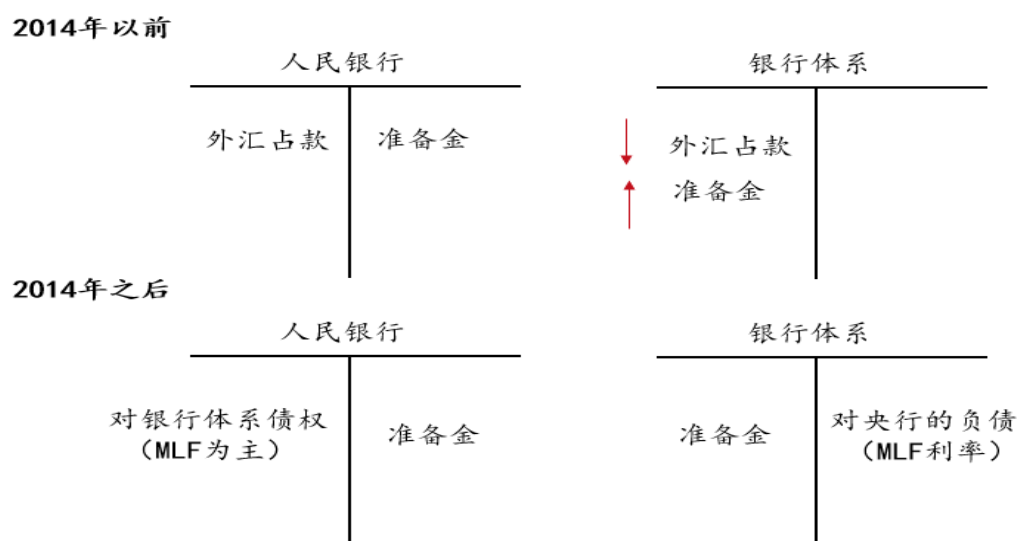 2014年以前
人民银行
银行体系
外汇占款
准备金
外汇占款
准备金
2014年之后
人民银行
银行体系
对银行体系债权
（MLF为主）
准备金
准备金
对央行的负债
（MLF利率）